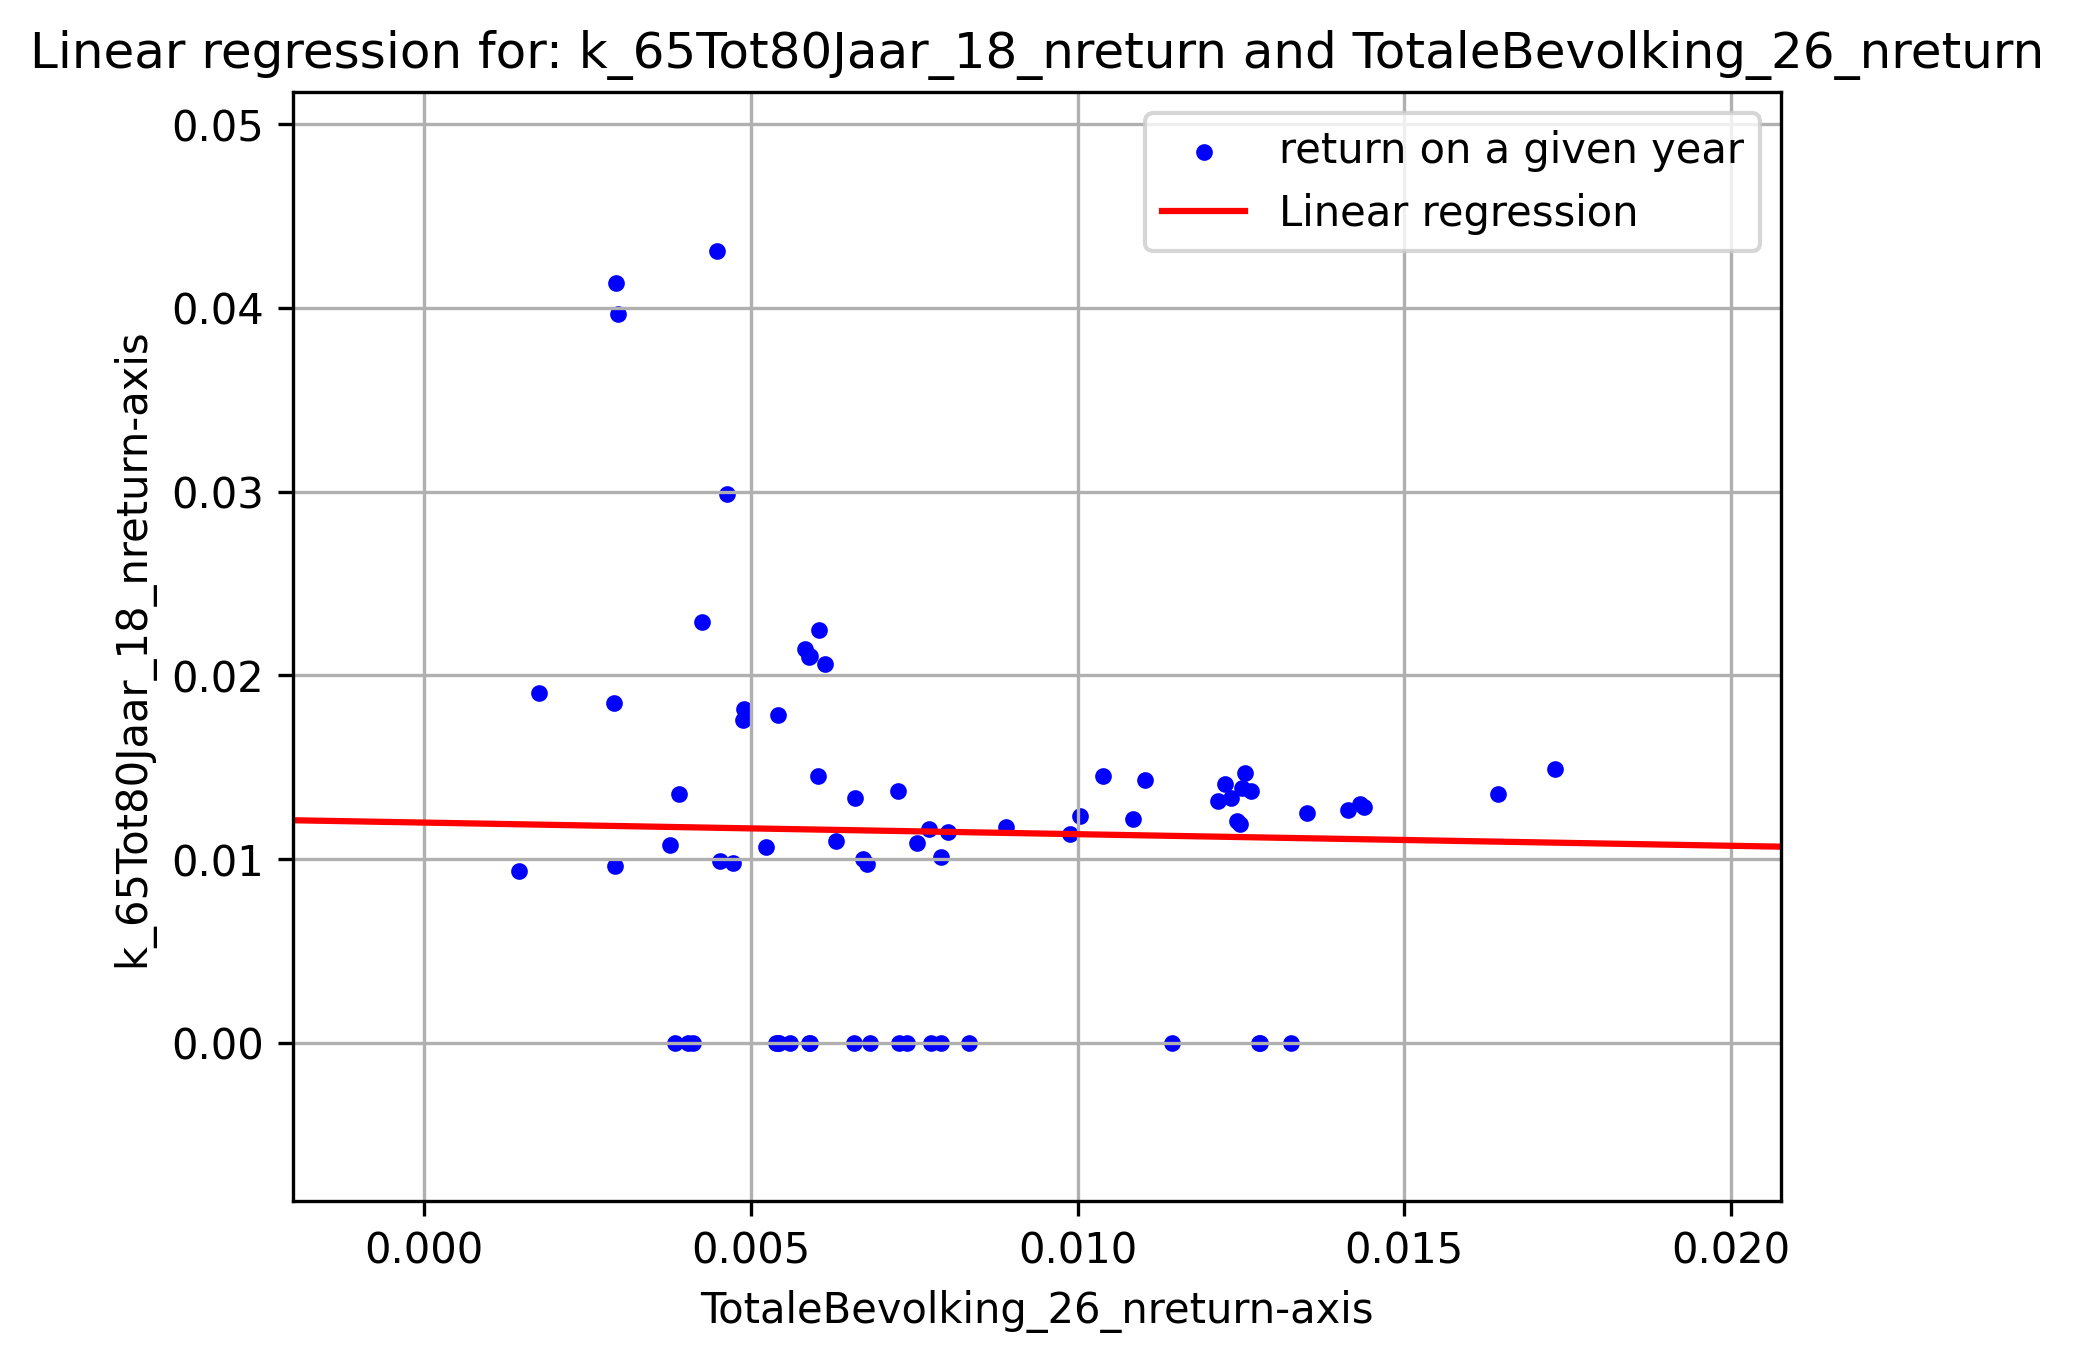 Linear regression for: k_65Tot80Jaar_18_nreturn and TotaleBevolking_26_nreturn
return on a given year
Linear regression
k_65Tot80Jaar_18_nreturn-axis
0.05
0.04
0.03
0.02
0.01
0.00
0.000
0.005
0.010
0.015
0.020
TotaleBevolking_26_nreturn-axis